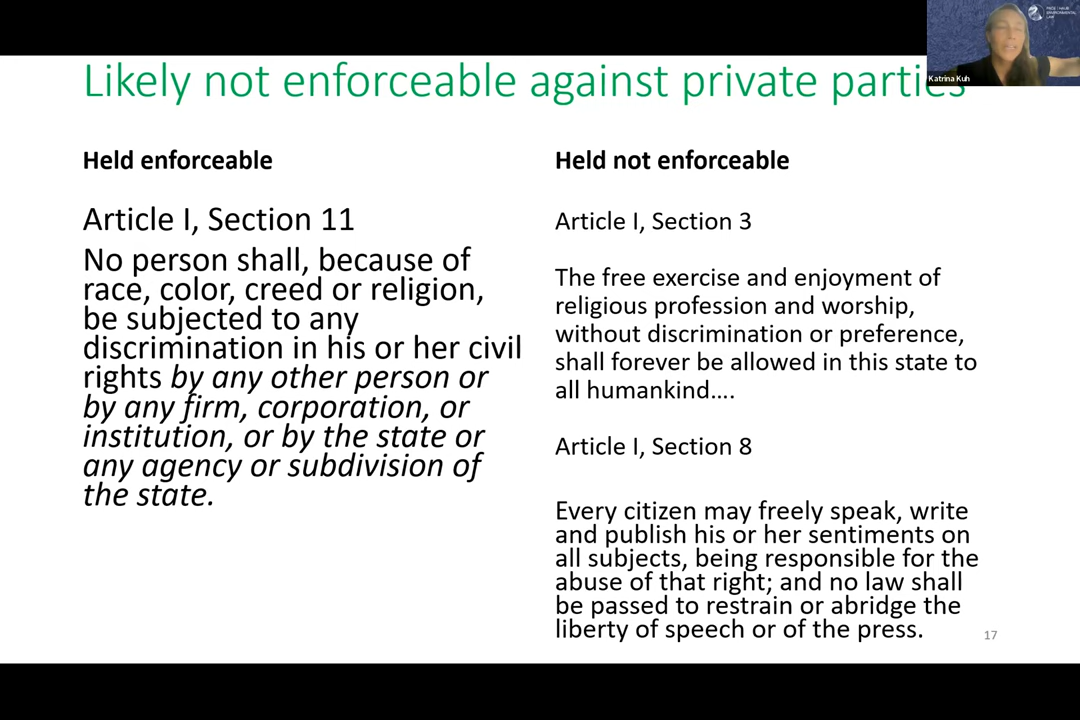 PACE | HAUB
ENVIRONMENTAL
LAW
Katrina Kuh
Likely not enforceable against private parties
Held enforceable
Article I, Section 11
No person shall, because of
race, color, creed or religion,
be subjected to any
discrimination in his or her civil
rights by any other person or
by any firm, corporation, or
institution, or by the state or
any agency or subdivision of
the state.
Held not enforceable
Article I, Section 3
The free exercise and enjoyment of
religious profession and worship,
without discrimination or preference,
shall forever be allowed in this state to
all humankind….
Article I, Section 8
Every citizen may freely speak, write
and publish his or her sentiments on
all subjects, being responsible for the
abuse of that right; and no law shall
be passed to restrain or abridge the
liberty of speech or of the press.
17